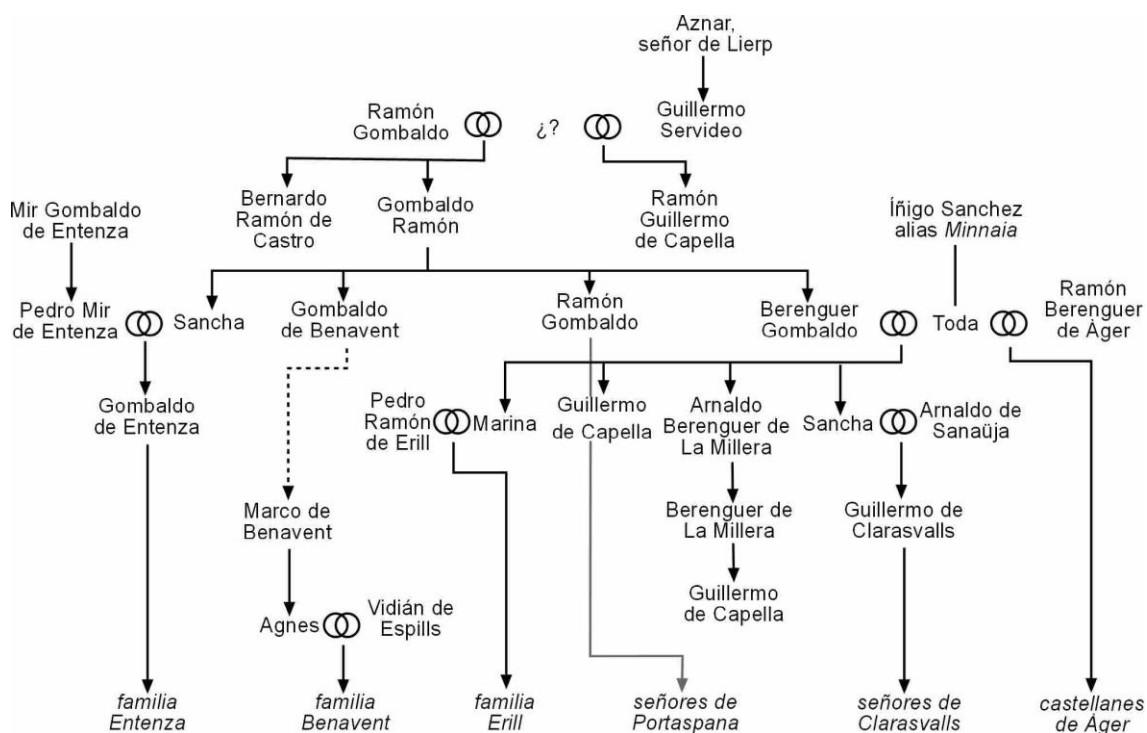 Aznar,
señor de Lierp
Ramón
Gombaldo
¿?
Guillermo
Servideo
Mir Gombaldo
de Entenza
Bernardo
Ramón de
Castro
Gombaldo
Ramón
Ramón
Guillermo
de Capella
Íñigo Sanchez
alias Minnaia
Pedro Mir
de Entenza
Sancha
Gombaldo
de Benavent
Ramón
Gombaldo
Berenguer
Gombaldo
Toda
Ramón
Berenguer
de Àger
Gombaldo
de Entenza
Pedro
Ramón
de Erill
Marina
Guillermo
de Capella
Arnaldo
Berenguer de
La Millera
Sancha
Arnaldo de
Sanaüja
Marco de
Benavent
Berenguer de
La Millera
Guillermo de
Clarasvalls
Agnes
Vidián de
Espills
Guillermo
de Capella
familia
Entenza
familia
Benavent
familia
Erill
señores de
Portaspana
señores de
Clarasvalls
castellanes
de Àger